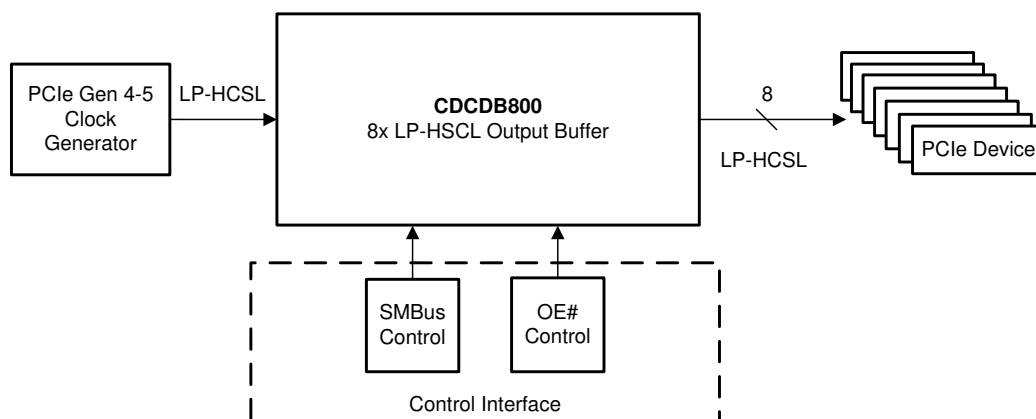 PCIe Gen 4-5
Clock
Generator
LP-HCSL
CDCDB800
8x LP-HSCL Output Buffer
8
LP-HCSL
PCIe Device
SMBus
Control
OE#
Control
Control Interface